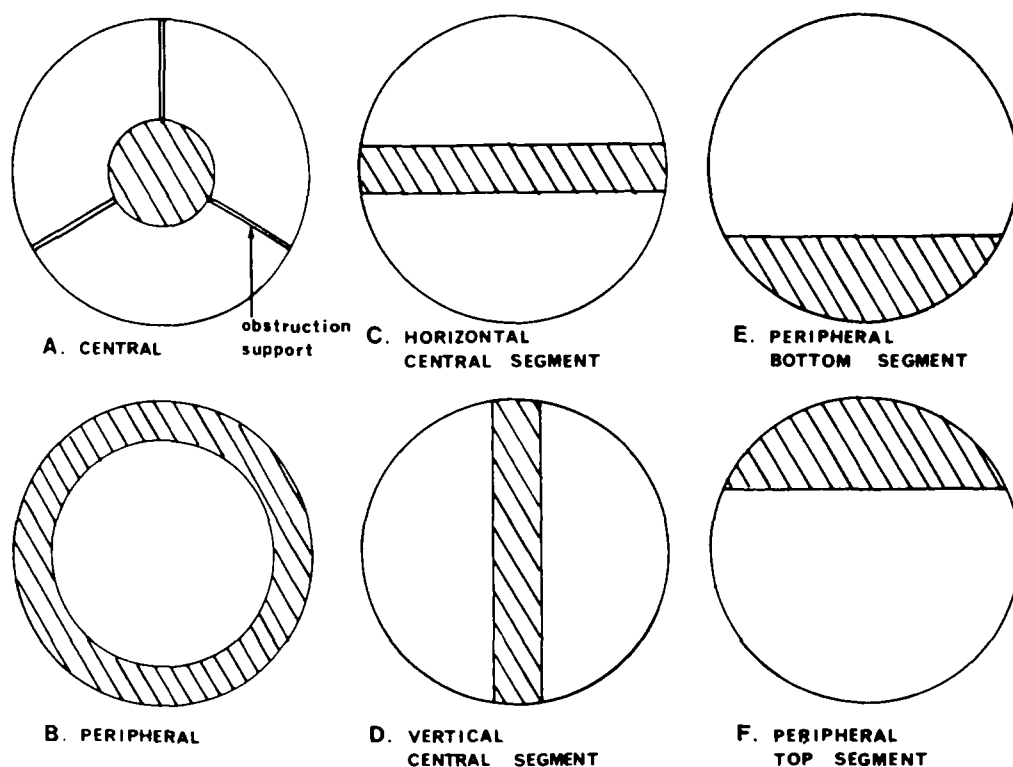 A. CENTRAL
obstruction
support
C. HORIZONTAL
CENTRAL SEGMENT
E. PERIPHERAL
BOTTOM SEGMENT
B. PERIPHERAL
D. VERTICAL
CENTRAL SEGMENT
F. PERIPHERAL
TOP SEGMENT